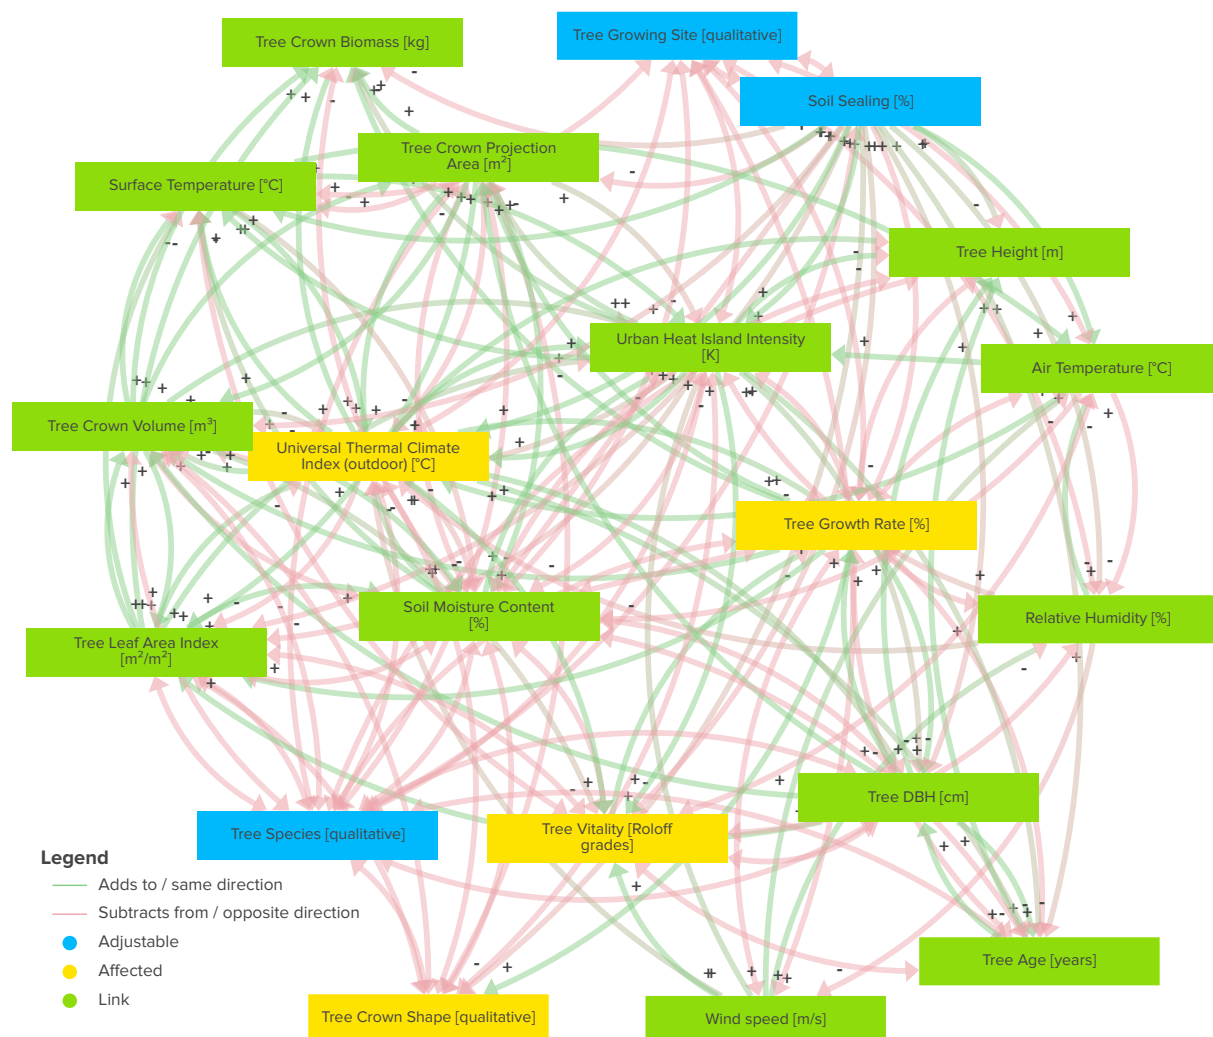 Tree Crown Biomass [kg]
Tree Growing Site [qualitative]
Soil Sealing [%]
Tree Crown Projection
Area [m²]
Surface Temperature [°C]
Tree Height [m]
Urban Heat Island Intensity
[K]
Air Temperature [°C]
Tree Crown Volume [m³]
Universal Thermal Climate
Index (outdoor) [°C]
Tree Growth Rate [%]
Soil Moisture Content
[%]
Relative Humidity [%]
Tree Leaf Area Index
[m²/m²]
Tree DBH [cm]
Tree Species [qualitative]
Tree Vitality [Roloff
grades]
Tree Age [years]
Tree Crown Shape [qualitative]
Wind speed [m/s]
Legend
Adds to / same direction
Subtracts from / opposite direction
Adjustable
Affected
Link